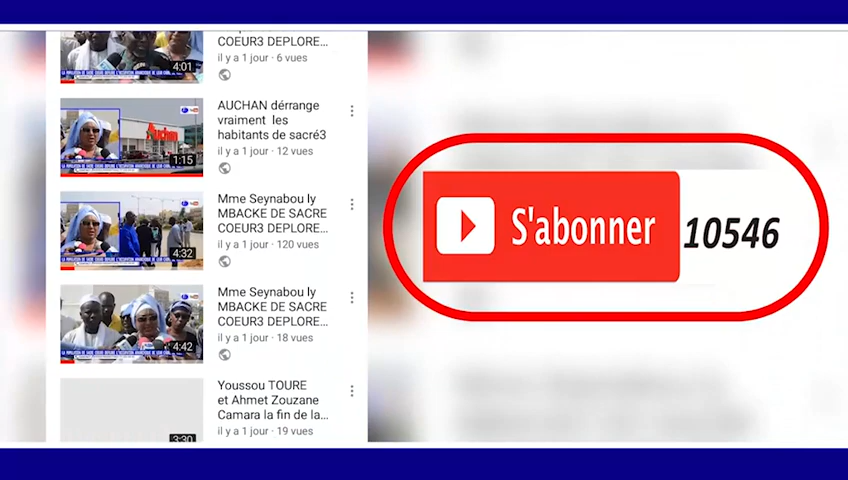 COEUR3 DEPLORE...
il y a 1 jour · 6 vues
4:01
AUCHAN dérrange
vraiment les
habitants de sacré3
il y a 1 jour · 12 vues
Auchan
1:15
Mme Seynabou ly
MBACKE DE SACRE
COEUR3 DEPLORE...
il y a 1 jour · 120 vues
4:32
Mme Seynabou ly
MBACKE DE SACRE
COEUR3 DEPLORE...
il y a 1 jour · 18 vues
4:42
Youssou TOURE
et Ahmet Zouzane
Camara la fin de la...
il y a 1 jour · 19 vues
3:30
S'abonner
10546